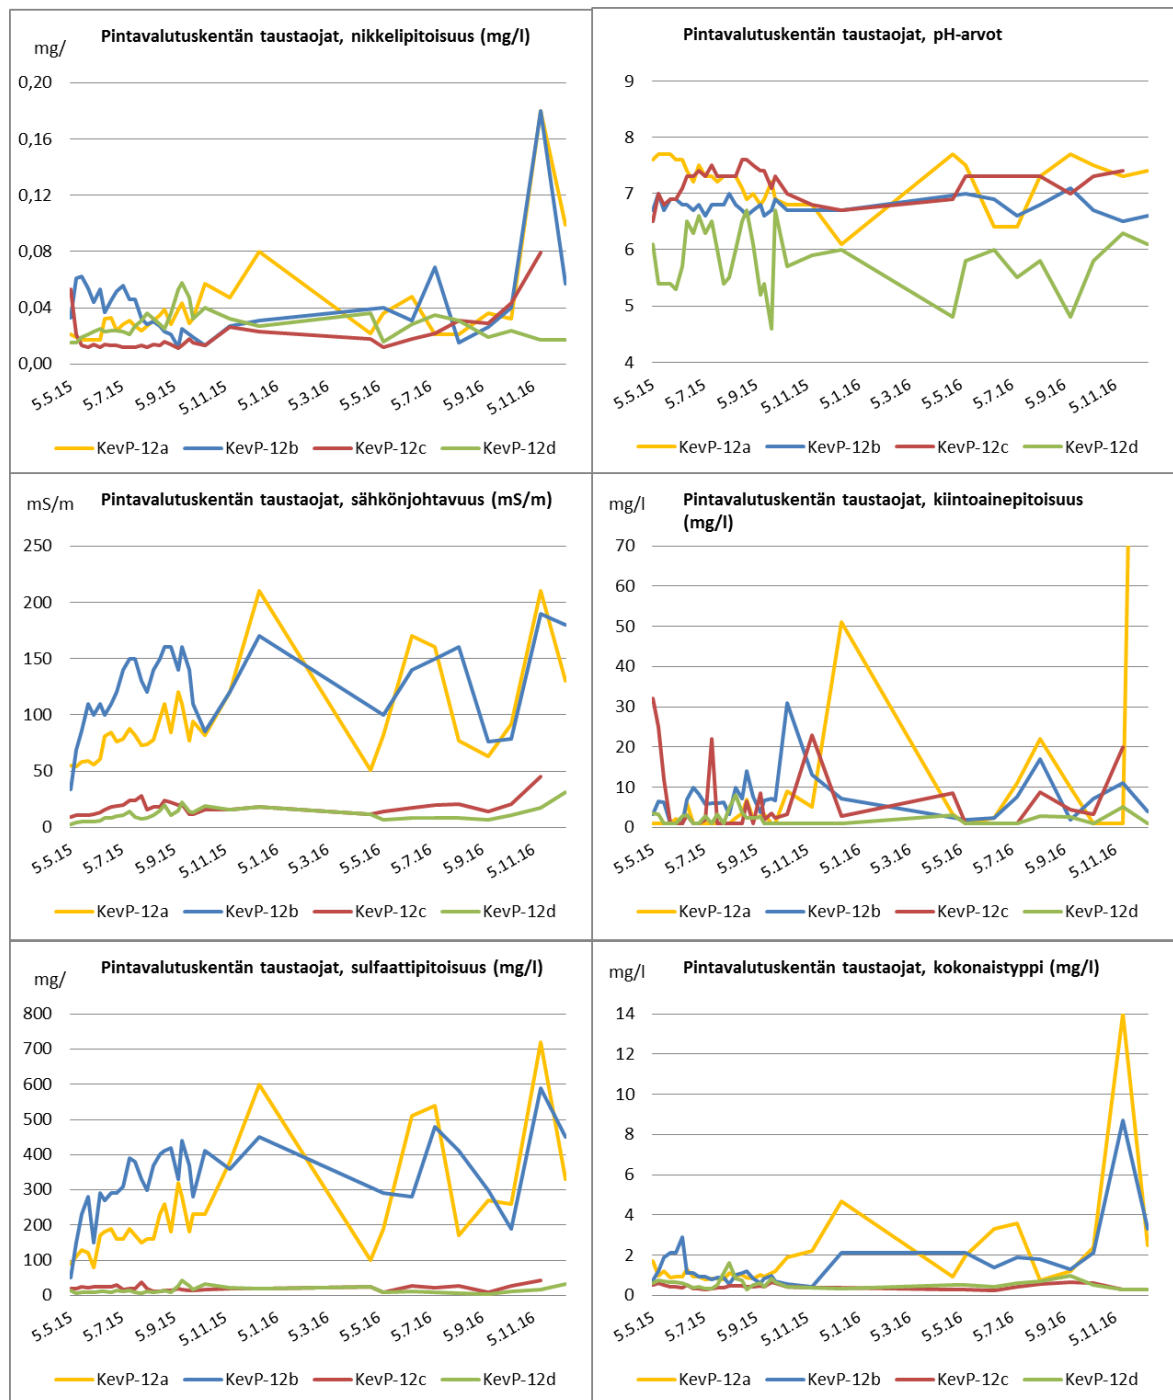 Pintavalutuskentän taustaojat, nikkelipitoisuus (mg/l)
mg/
0,20
0,16
0,12
0,08
0,04
0,00
5.5.15 5.7.15 5.9.15 5.11.15 5.1.16 5.3.16 5.5.16 5.7.16 5.9.16 5.11.16
KevP-12a KevP-12b KevP-12c KevP-12d
Pintavalutuskentän taustaojat, pH-arvot
9
8
7
6
5
4
5.5.15 5.7.15 5.9.15 5.11.15 5.1.16 5.3.16 5.5.16 5.7.16 5.9.16 5.11.16
KevP-12a KevP-12b KevP-12c KevP-12d
mS/m
Pintavalutuskentän taustaojat, sähkönjohtavuus (mS/m)
250
200
150
100
50
0
5.5.15 5.7.15 5.9.15 5.11.15 5.1.16 5.3.16 5.5.16 5.7.16 5.9.16 5.11.16
KevP-12a KevP-12b KevP-12c KevP-12d
mg/l
Pintavalutuskentän taustaojat, kiintoainepitoisuus
(mg/l)
70
60
50
40
30
20
10
0
5.5.15 5.7.15 5.9.15 5.11.15 5.1.16 5.3.16 5.5.16 5.7.16 5.9.16 5.11.16
KevP-12a KevP-12b KevP-12c KevP-12d
Pintavalutuskentän taustaojat, sulfaattipitoisuus (mg/l)
mg/
800
700
600
500
400
300
200
100
0
5.5.15 5.7.15 5.9.15 5.11.15 5.1.16 5.3.16 5.5.16 5.7.16 5.9.16 5.11.16
KevP-12a KevP-12b KevP-12c KevP-12d
mg/l
Pintavalutuskentän taustaojat, kokonaistyppi (mg/l)
14
12
10
8
6
4
2
0
5.5.15 5.7.15 5.9.15 5.11.15 5.1.16 5.3.16 5.5.16 5.7.16 5.9.16 5.11.16
KevP-12a KevP-12b KevP-12c KevP-12d